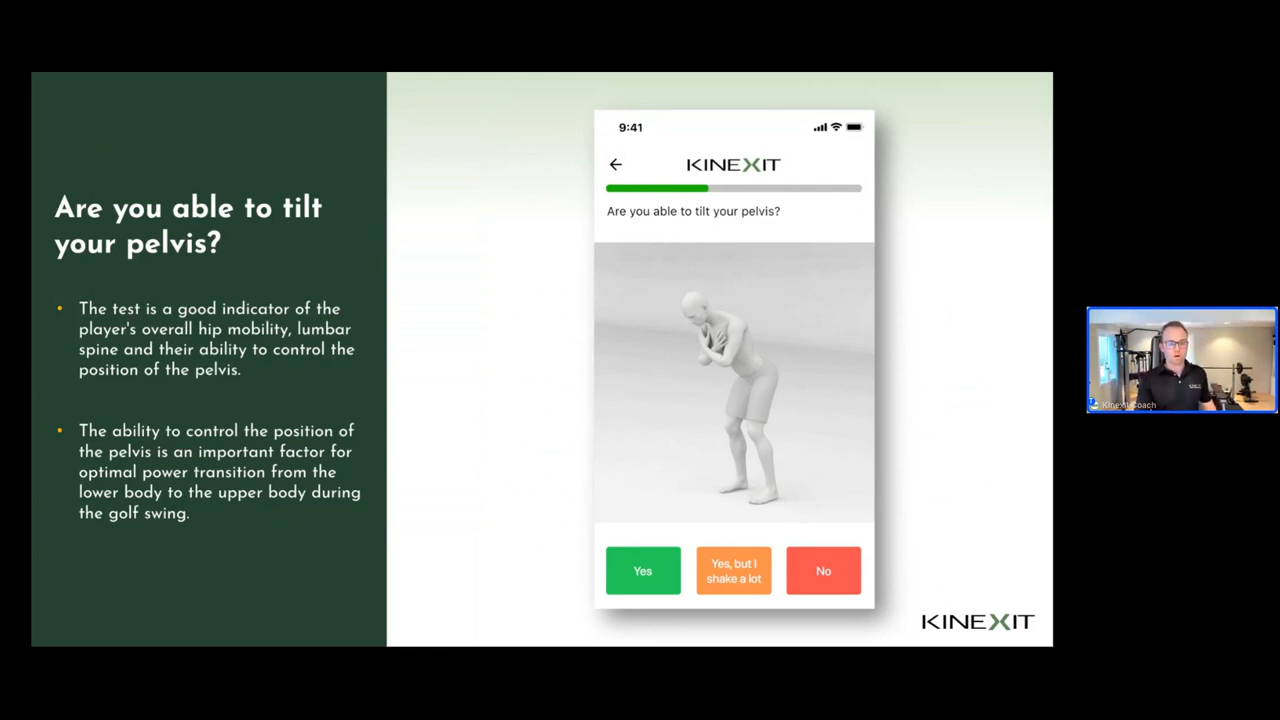 Are you able to tilt
your pelvis?
• The test is a good indicator of the
player's overall hip mobility, lumbar
spine and their ability to control the
position of the pelvis.
• The ability to control the position of
the pelvis is an important factor for
optimal power transition from the
lower body to the upper body during
the golf swing.
9:41
KINEXIT
Are you able to tilt your pelvis?
Yes
Yes, but I
shake a lot
No
KINEXIT
KINEXIT
Kinexit Coach